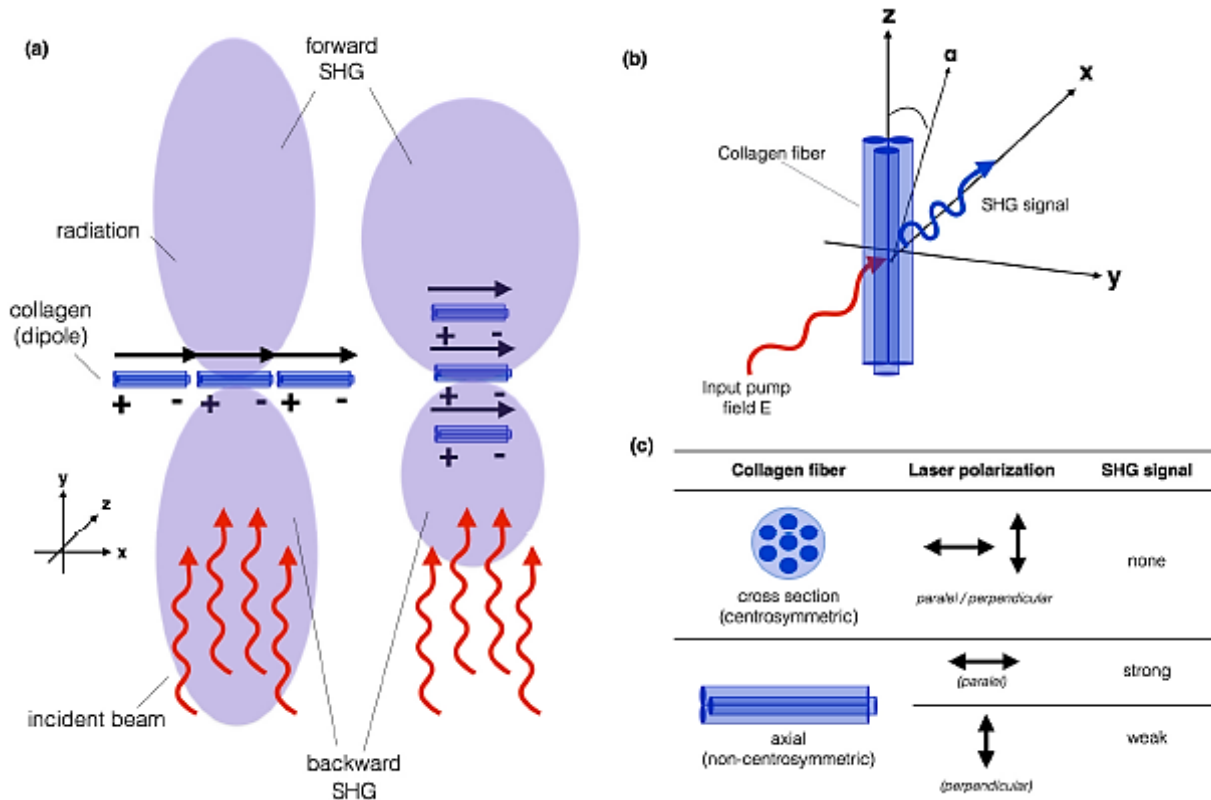 (a)
forward
SHG
radiation
collagen
(dipole)
+ - + - + -
+ -
+ -
+ -
y
z
x
incident beam
backward
SHG
(b)
z
α
x
Collagen fiber
SHG signal
y
Input pump
field E
(c)
Collagen fiber Laser polarization SHG signal
cross section
(centrosymmetric)
paralel / perpendicular
none
(paralel)
strong
axial
(non-centrosymmetric)
(perpendicular)
weak